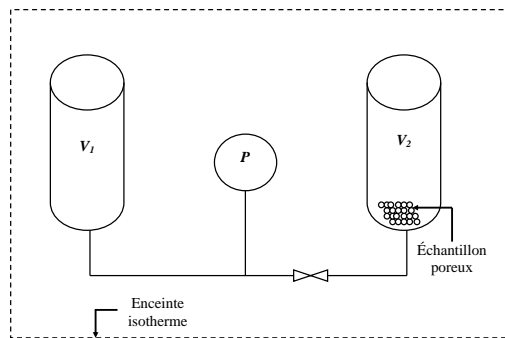 V1
P
V2
Échantillon
poreux
Enceinte
isotherme